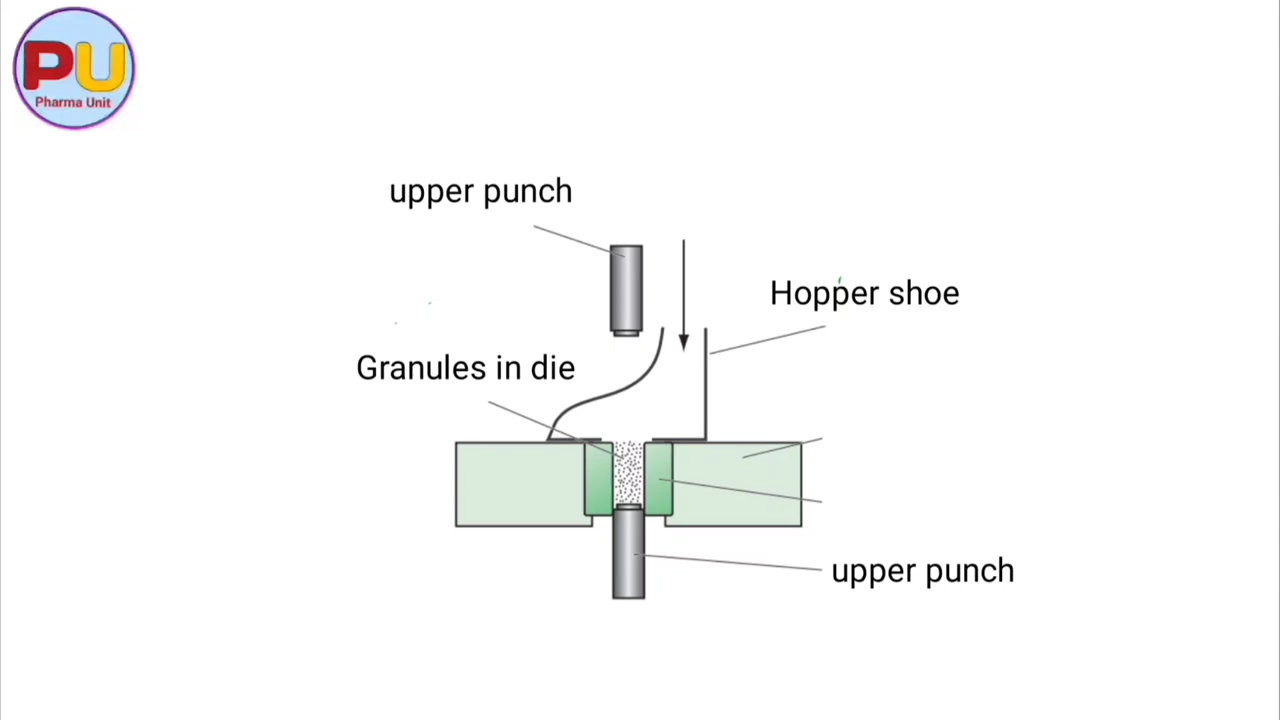 PU
Pharma Unit
upper punch
Hopper shoe
Granules in die
upper punch